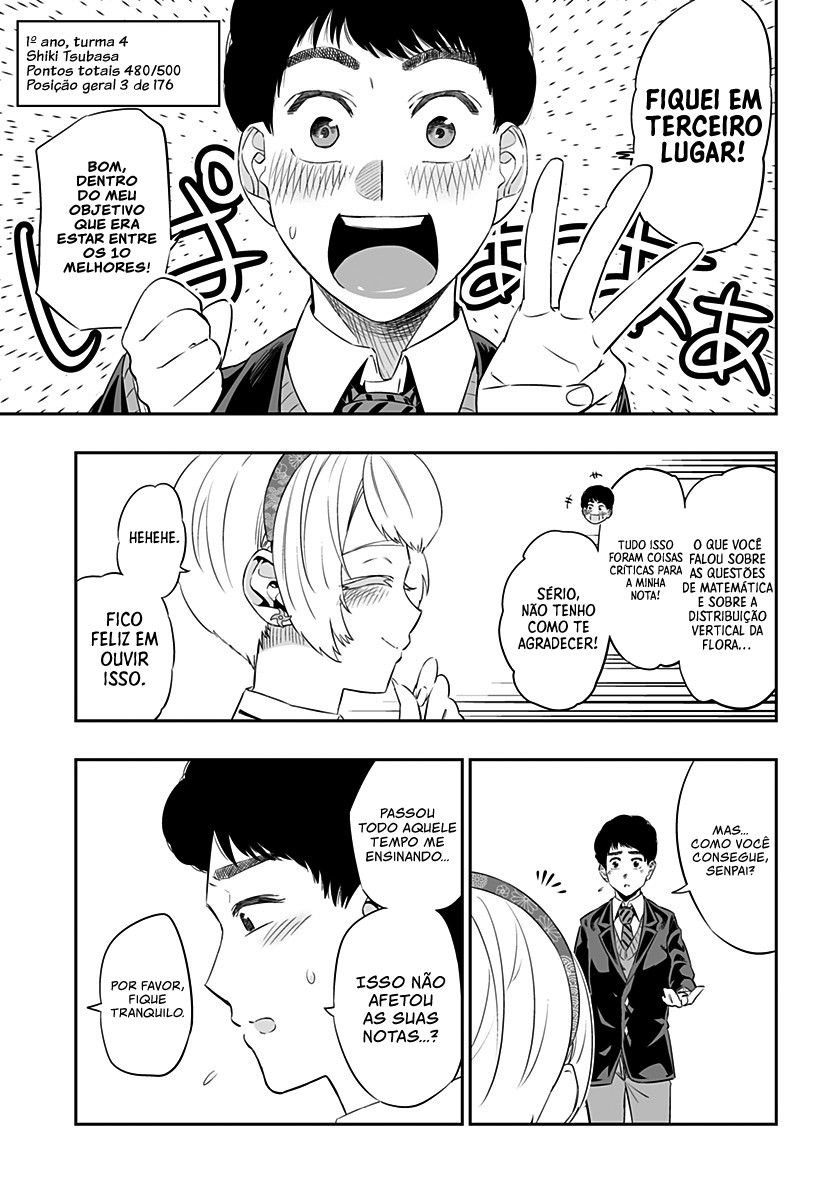 1º ano, turma 4
Shiki Tsubasa
Pontos totais 480/500
Posição geral 3 de 176
FIQUEI EM
TERCEIRO
LUGAR!
BOM,
DENTRO
DO MEU
OBJETIVO
QUE ERA
ESTAR ENTRE
OS 10
MELHORES!
O QUE VOCÊ
FALOU SOBRE
AS QUESTÕES
DE MATEMÁTICA
E SOBRE A
DISTRIBUIÇÃO
VERTICAL DA
FLORA...
TUDO ISSO
FORAM COISAS
CRÍTICAS PARA
A MINHA
NOTA!
SÉRIO,
NÃO TENHO
COMO TE
AGRADECER!
HEHEHE.
FICO
FELIZ EM
OUVIR
ISSO.
MAS...
COMO VOCÊ
CONSEGUE,
SENPAI?
PASSOU
TODO AQUELE
TEMPO ME
ENSINANDO...
ISSO NÃO
AFETOU
AS SUAS
NOTAS...?
POR FAVOR,
FIQUE
TRANQUILO.